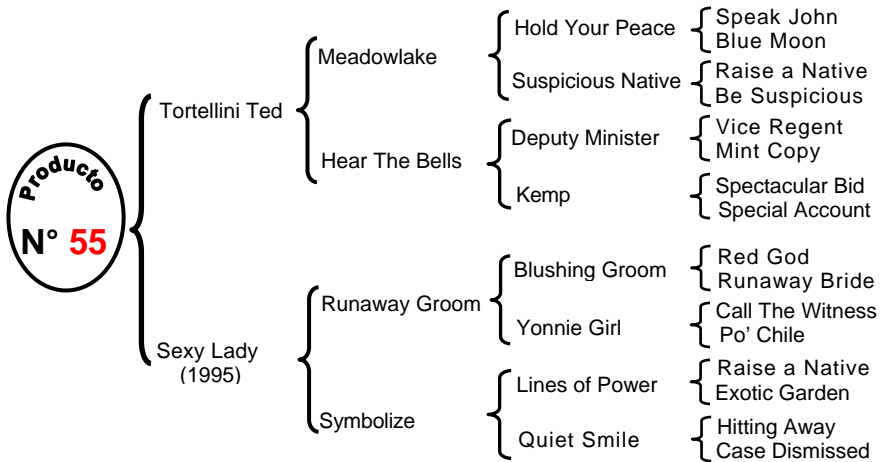 Producto
N° 55
Tortellini Ted
Sexy Lady
(1995)
Meadowlake
Hear The Bells
Runaway Groom
Symbolize
Hold Your Peace
Suspicious Native
Deputy Minister
Kemp
Blushing Groom
Yonnie Girl
Lines of Power
Quiet Smile
Speak John
Blue Moon
Raise a Native
Be Suspicious
Vice Regent
Mint Copy
Spectacular Bid
Special Account
Red God
Runaway Bride
Call The Witness
Po’ Chile
Raise a Native
Exotic Garden
Hitting Away
Case Dismissed